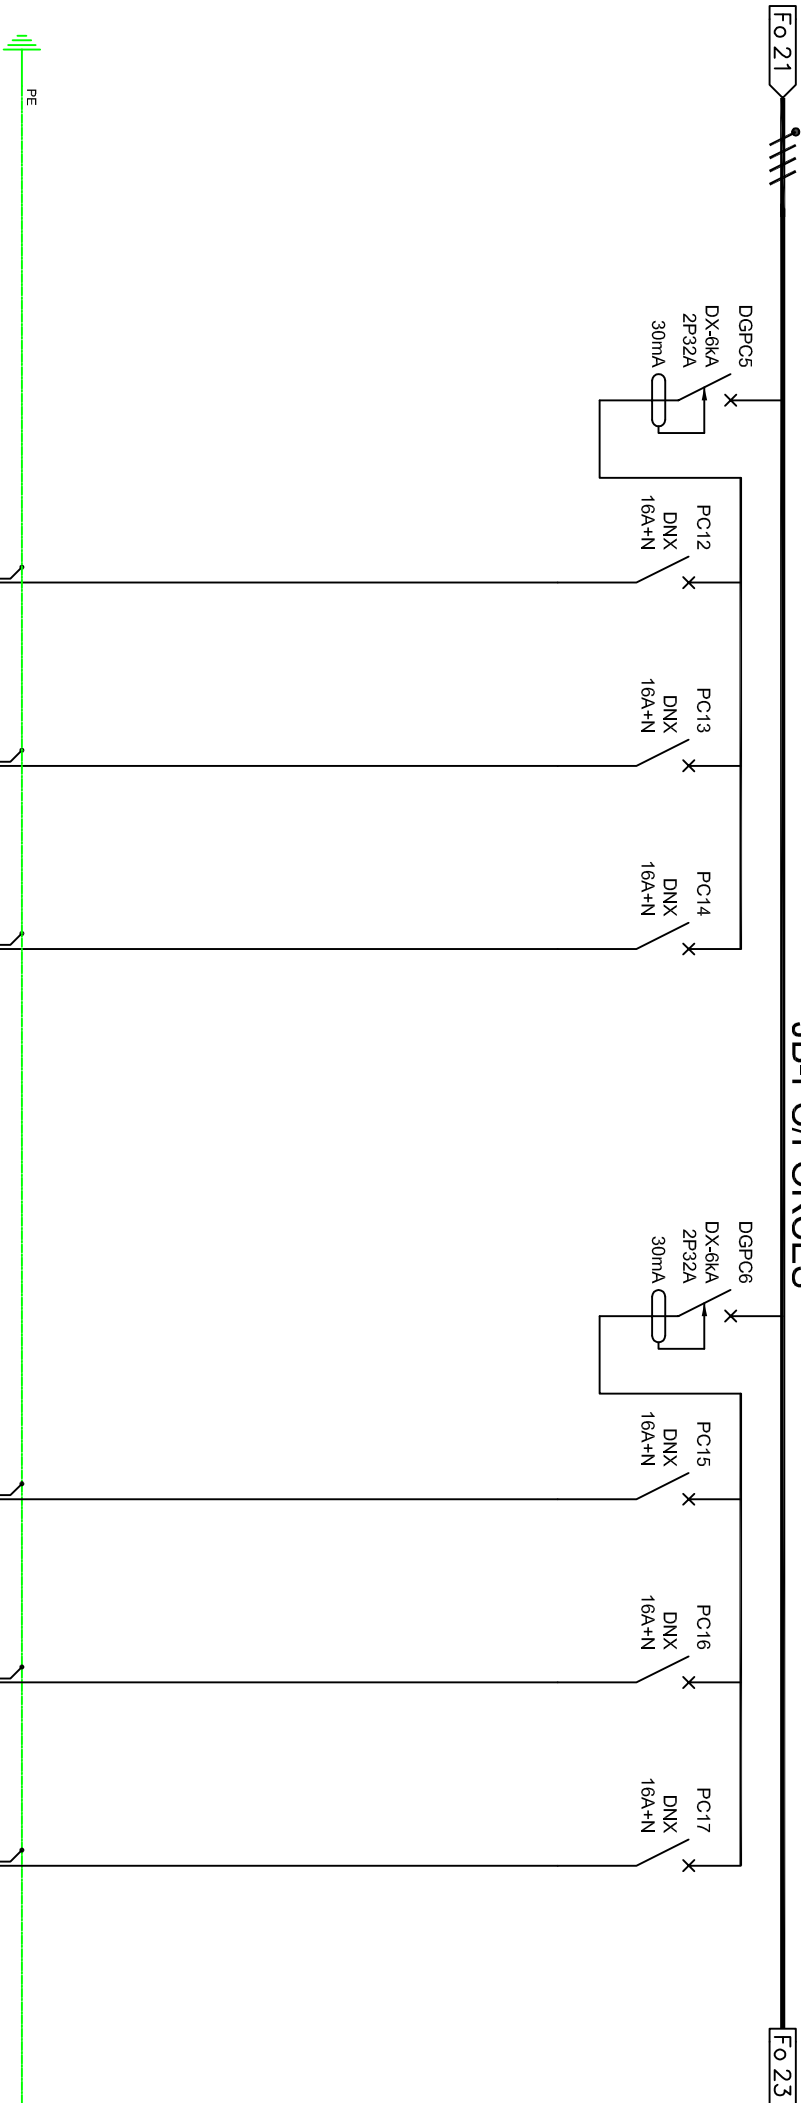 Fo 21
PE
DGPC5
DX-6kA
2P32A
30mA
PC12
DNX
16A+N
PC13
DNX
16A+N
PC14
DNX
16A+N
DGPC6
DX-6kA
2P32A
30mA
PC15
DNX
16A+N
PC16
DNX
16A+N
PC17
DNX
16A+N
Fo 23